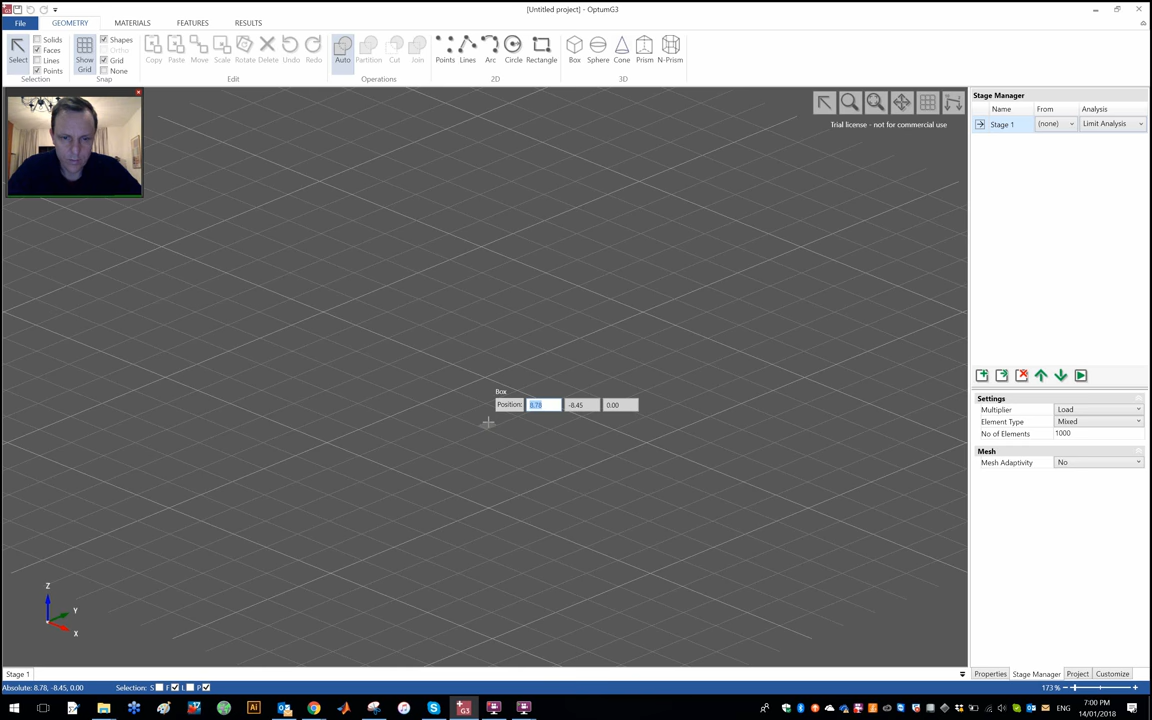 [Untitled project] - OptumG3
File GEOMETRY MATERIALS FEATURES RESULTS
Select
Solids
Faces
Lines
Points
Selection
Show Grid
Shapes
Ortho
Grid
None
Snap
Copy Paste Move Scale Rotate Delete Undo Redo
Edit
Auto Partition Cut Join
Operations
Points Lines Arc Circle Rectangle
2D
Box Sphere Cone Prism N-Prism
3D
Trial license - not for commercial use
Stage Manager
Name From Analysis
Stage 1 (none) Limit Analysis
Settings
Multiplier Load
Element Type Mixed
No of Elements 1000
Mesh
Mesh Adaptivity No
Box
Position: 8.78 -8.45 0.00
Z
Y
X
Stage 1
Properties Stage Manager Project Customize
Absolute: 8.78, -8.45, 0.00 Selection: S F L P
173 %
G3
ENG
7:00 PM
14/01/2018